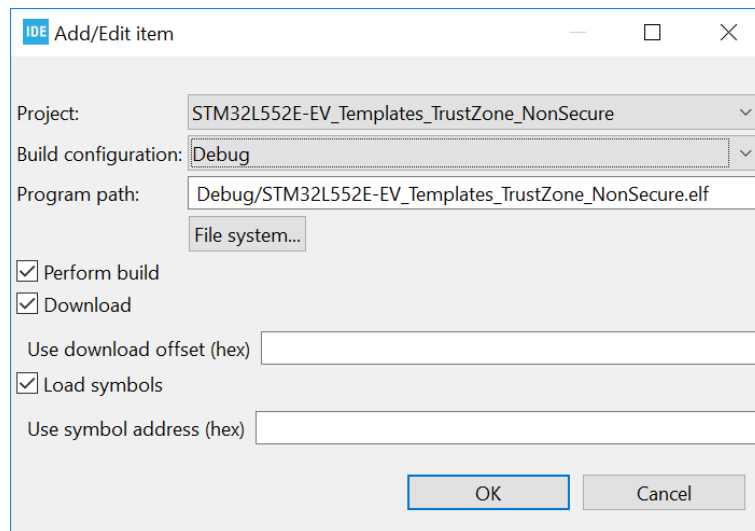 IDE Add/Edit item
Project: STM32L552E-EV_Templates_TrustZone_NonSecure
Build configuration: Debug
Program path: Debug/STM32L552E-EV_Templates_TrustZone_NonSecure.elf
File system...
Perform build
Download
Use download offset (hex)
Load symbols
Use symbol address (hex)
OK Cancel